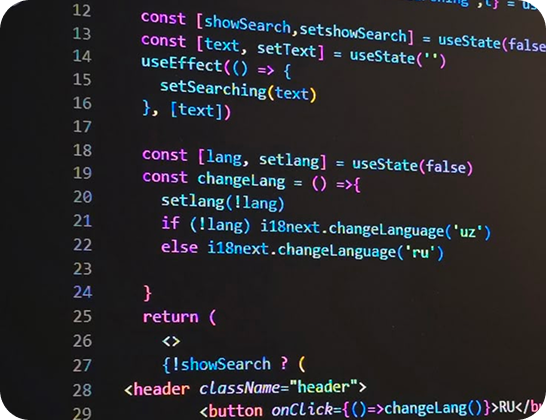 12 const [showSearch,setshowSearch] = useState(false
13 const [text, setText] = useState('')
14 useEffect(() => {
15 setSearching(text)
16 }, [text])
17
18 const [lang, setlang] = useState(false)
19 const changeLang = () =>{
20 setlang(!lang)
21 if (!lang) i18next.changeLanguage('uz')
22 else i18next.changeLanguage('ru')
23
24 }
25 return (
26 <>
27 {!showSearch ? (
28 <header className="header">
29 <button onClick={()=>changeLang()}>RU</bu